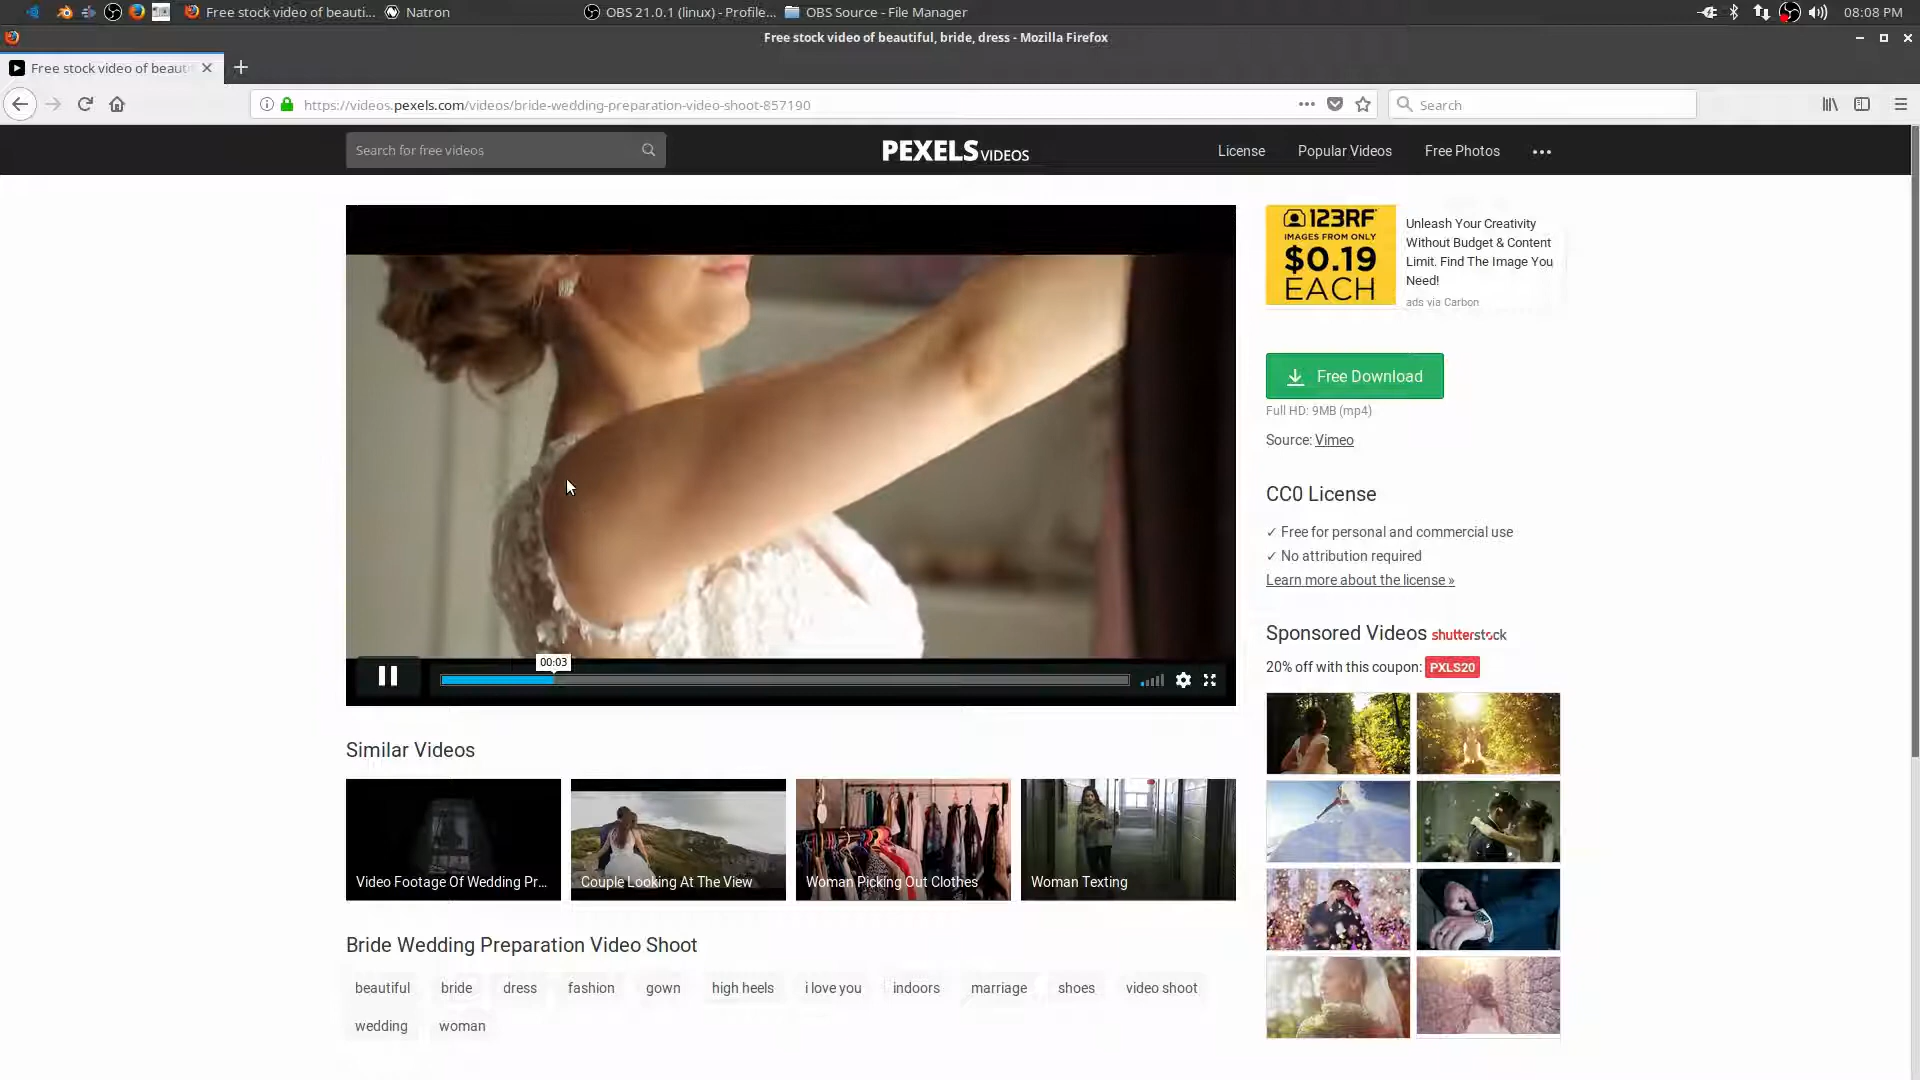 Free stock video of beauti...
Natron
OBS 21.0.1 (linux) - Profile...
OBS Source - File Manager
08:08 PM
Free stock video of beautiful, bride, dress - Mozilla Firefox
Free stock video of beaut
https://videos.pexels.com/videos/bride-wedding-preparation-video-shoot-857190
Search
Search for free videos
PEXELS VIDEOS
License
Popular Videos
Free Photos
123RF
IMAGES FROM ONLY
$0.19
EACH
Unleash Your Creativity
Without Budget & Content
Limit. Find The Image You
Need!
ads via Carbon
Free Download
Full HD: 9MB (mp4)
Source: Vimeo
CC0 License
✓ Free for personal and commercial use
✓ No attribution required
Learn more about the license »
Sponsored Videos shutterstock
20% off with this coupon: PXLS20
00:03
Similar Videos
Video Footage Of Wedding Pr...
Couple Looking At The View
Woman Picking Out Clothes
Woman Texting
Bride Wedding Preparation Video Shoot
beautiful bride dress fashion gown high heels i love you indoors marriage shoes video shoot
wedding woman